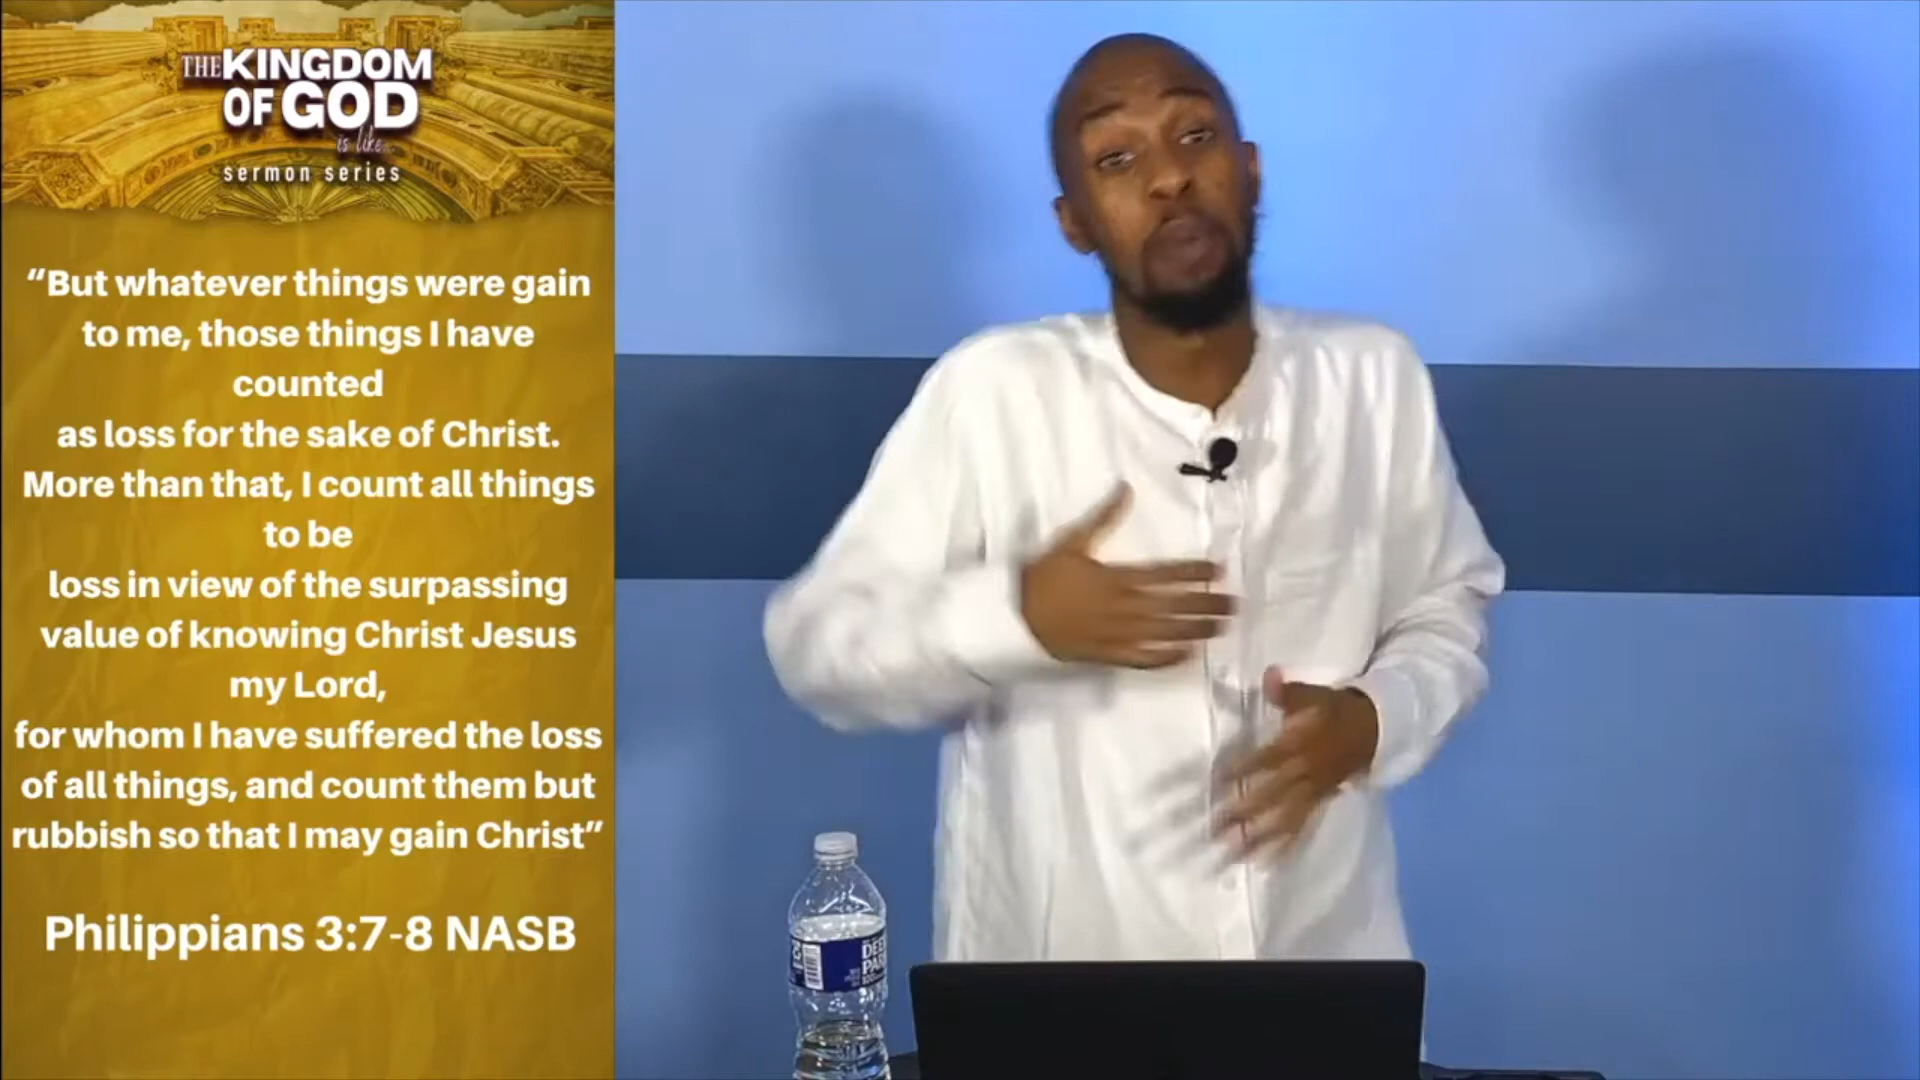 THE KINGDOM
OF GOD
is like...
sermon series
“But whatever things were gain
to me, those things I have
counted
as loss for the sake of Christ.
More than that, I count all things
to be
loss in view of the surpassing
value of knowing Christ Jesus
my Lord,
for whom I have suffered the loss
of all things, and count them but
rubbish so that I may gain Christ”
Philippians 3:7-8 NASB
DEE
PAR